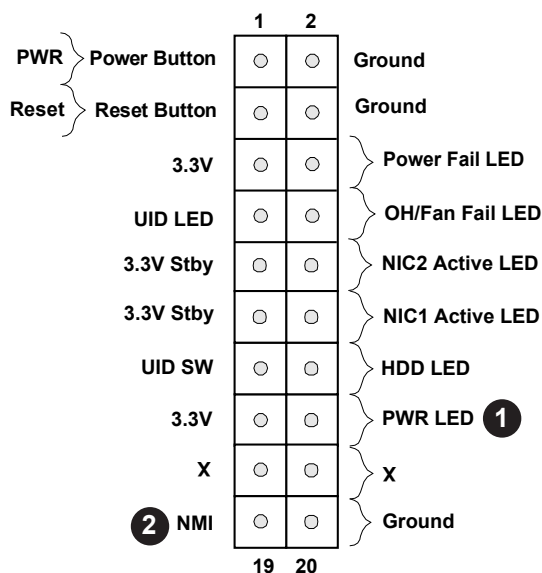 1 2
PWR Power Button Ground
Reset Reset Button Ground
3.3V Power Fail LED
UID LED OH/Fan Fail LED
3.3V Stby NIC2 Active LED
3.3V Stby NIC1 Active LED
UID SW HDD LED
3.3V PWR LED 1
X X
2 NMI Ground
19 20